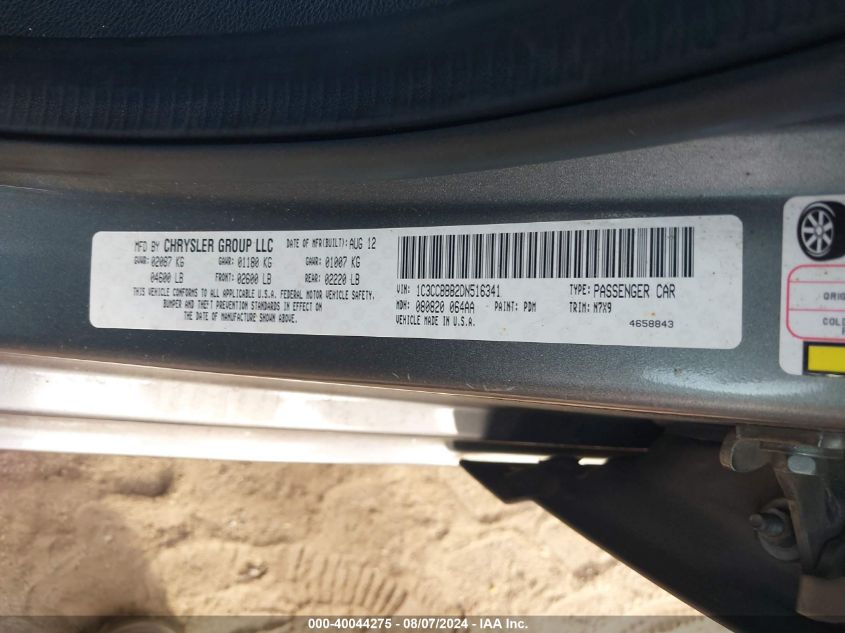 MFD BY CHRYSLER GROUP LLC DATE OF MFR(BUILT): AUG 12
GVWR: 02087 KG GAWR: 01180 KG GAWR: 01007 KG
04600 LB FRONT: 02600 LB REAR: 02220 LB
THIS VEHICLE CONFORMS TO ALL APPLICABLE U.S.A. FEDERAL MOTOR VEHICLE SAFETY,
BUMPER AND THEFT PREVENTION STANDARDS IN EFFECT ON
THE DATE OF MANUFACTURE SHOWN ABOVE.
VIN: 1C3CCBBB2DN516341 TYPE: PASSENGER CAR
MDH: 080820 064AA PAINT: PDM TRIM: N7X9
VEHICLE MADE IN U.S.A. 4658843
000-40044275 - 08/07/2024 - IAA Inc.